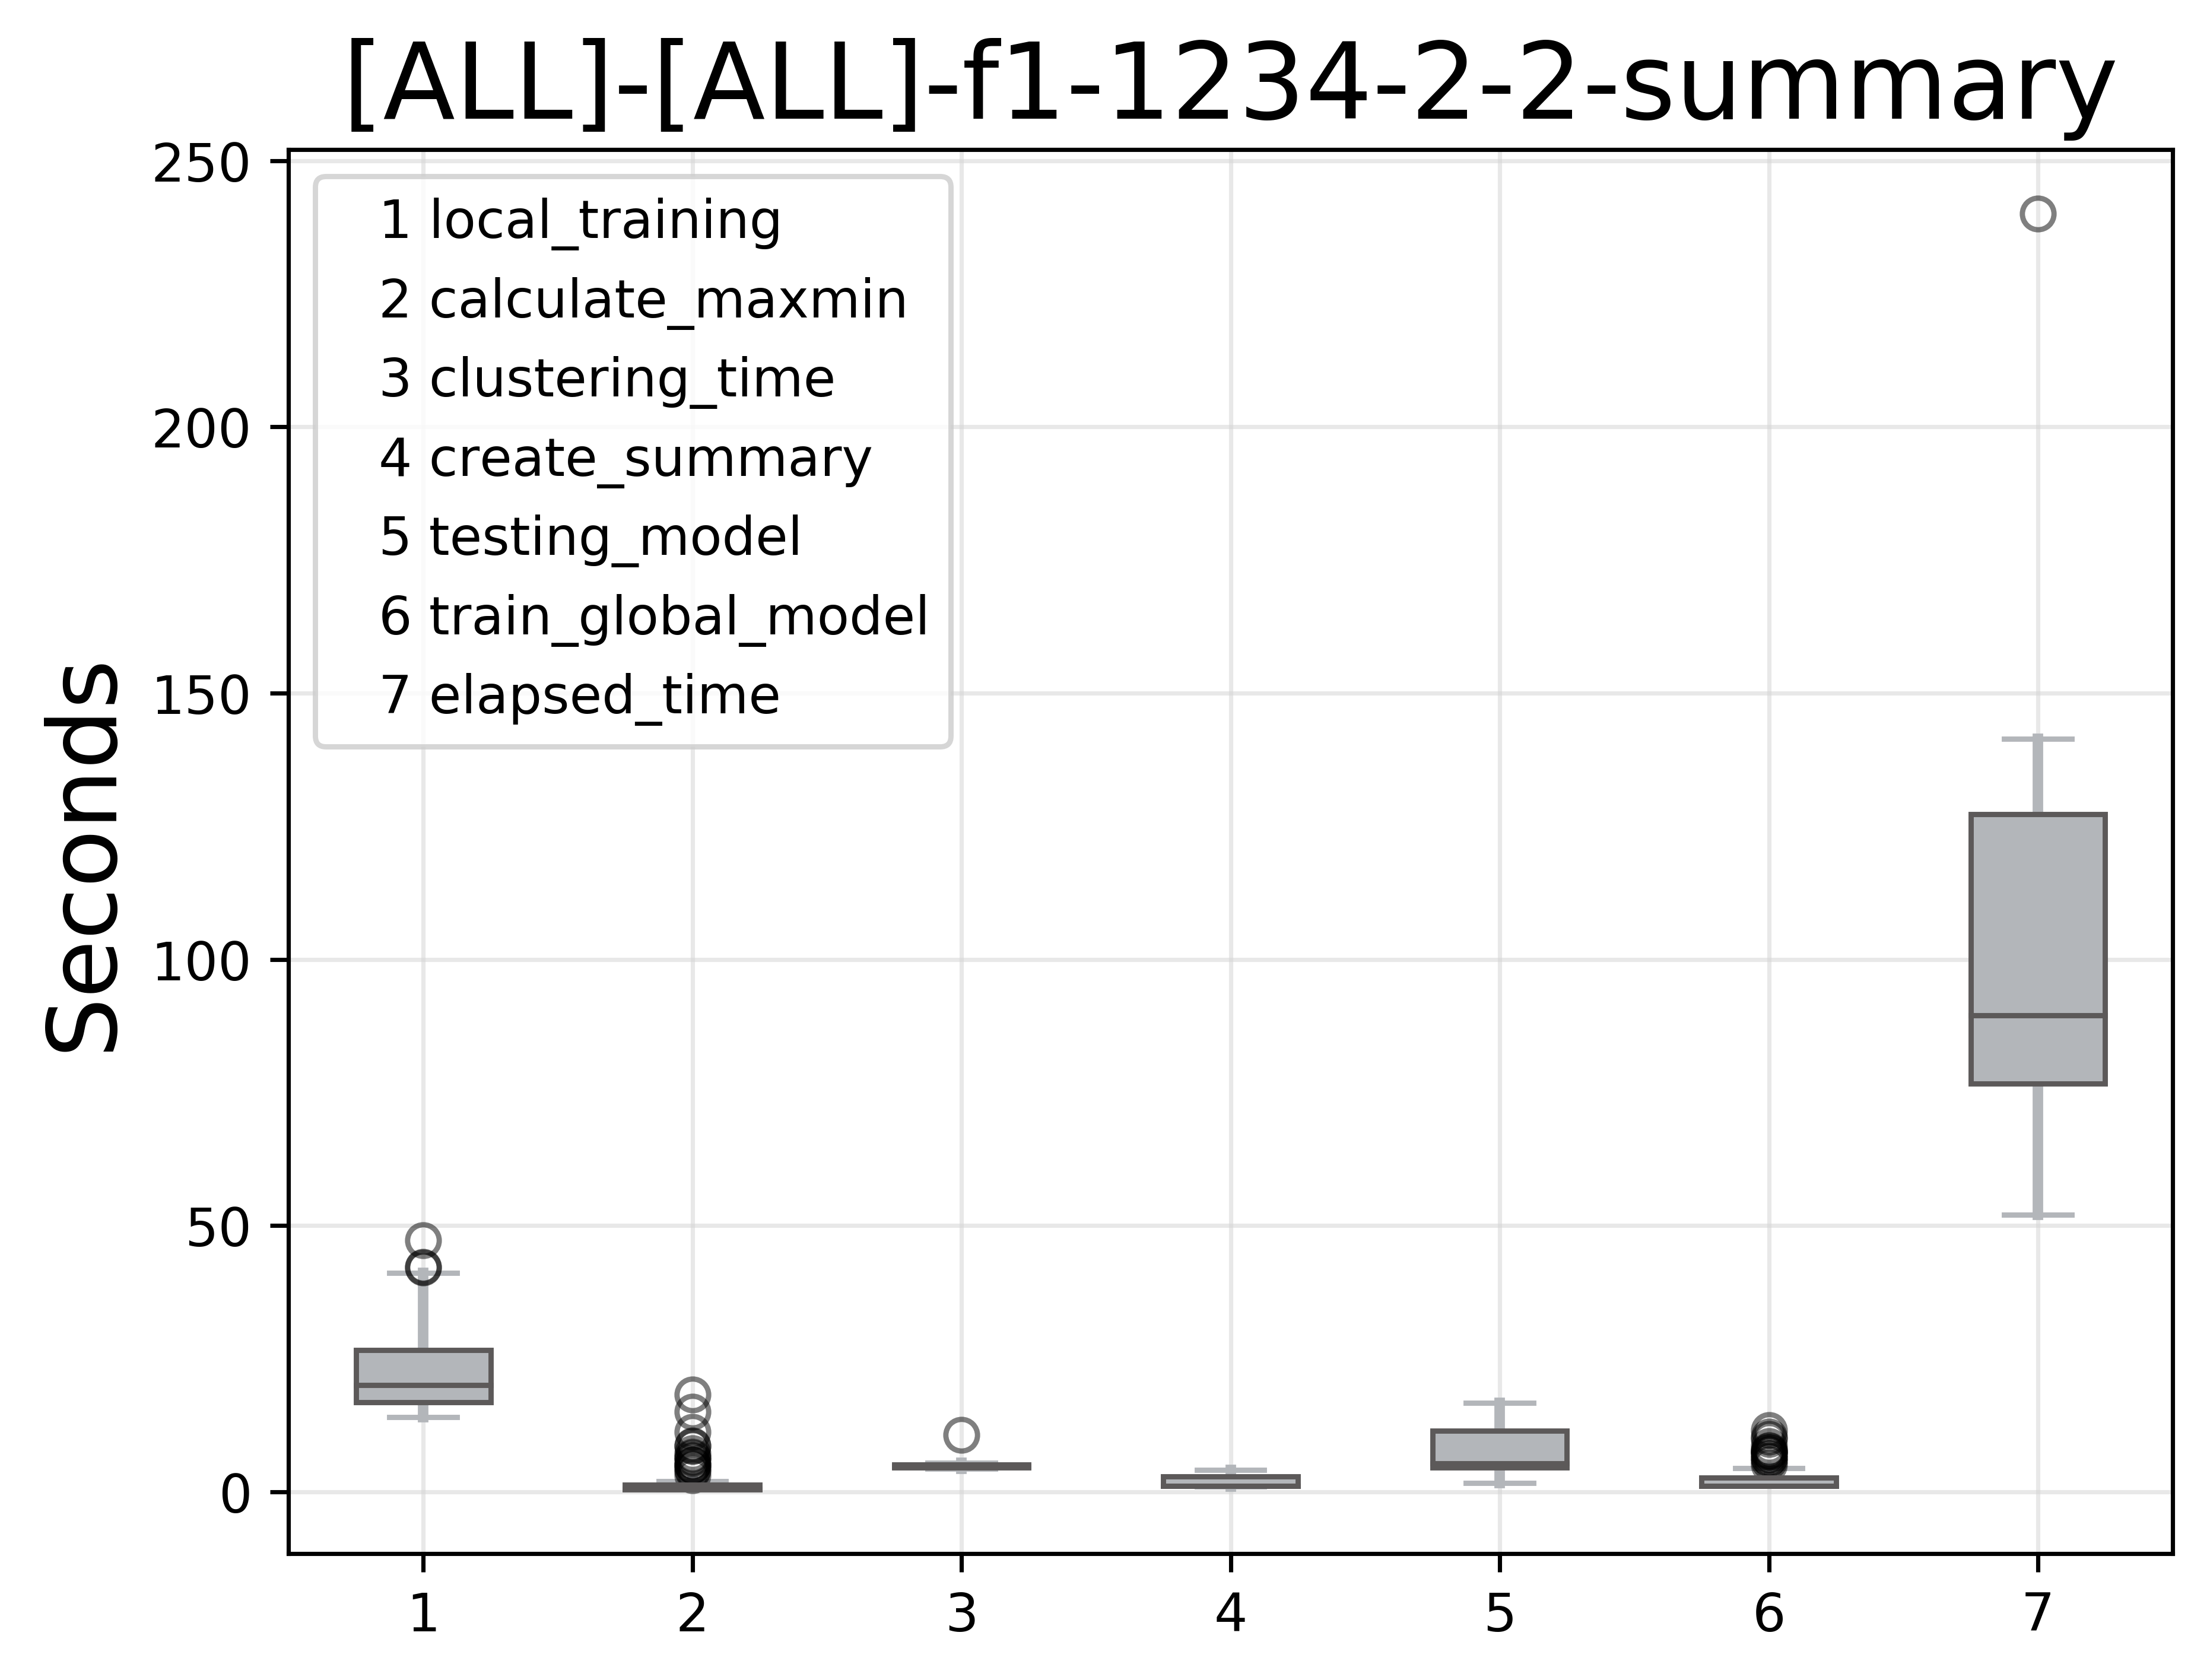 [ALL]-[ALL]-f1-1234-2-2-summary
250
200
150
100
50
0
Seconds
1 local_training
2 calculate_maxmin
3 clustering_time
4 create_summary
5 testing_model
6 train_global_model
7 elapsed_time
1 2 3 4 5 6 7